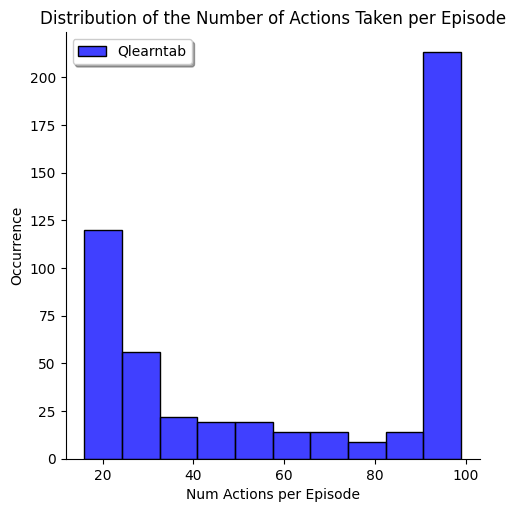 Distribution of the Number of Actions Taken per Episode
Qlearntab
200
175
150
125
100
75
50
25
0
Occurrence
20 40 60 80 100
Num Actions per Episode